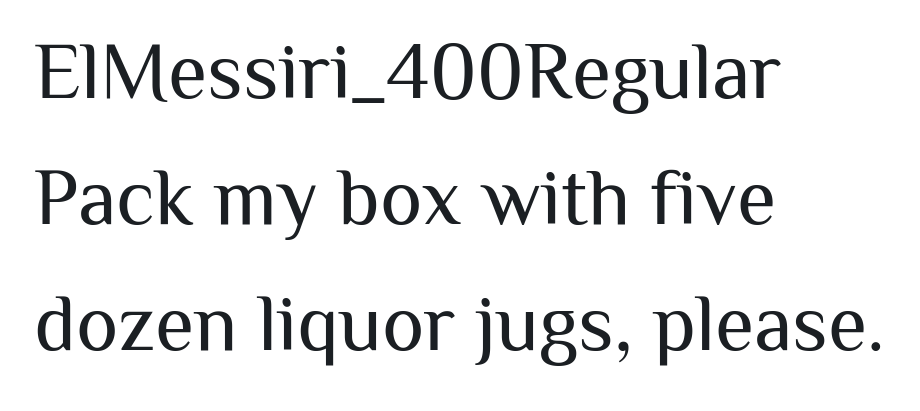 ElMessiri_400Regular
Pack my box with five
dozen liquor jugs, please.